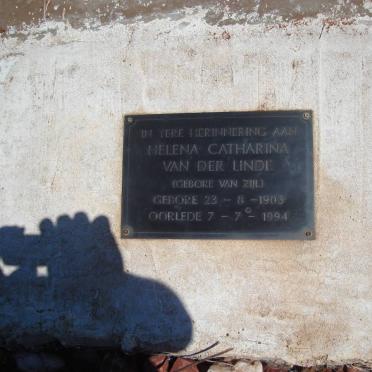 IN TERE HERINNERING AAN
HELENA CATHARINA
VAN DER LINDE
(GEBORE VAN ZIJL)
GEBORE 23 - 8 -1903
OORLEDE 7 - 7 - 1994